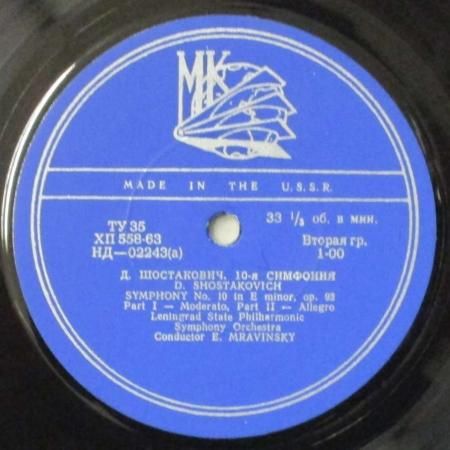 МК
MADE IN THE U.S.S.R.
ТУ 35
ХП 558-63
НД—02243(а)
33 1/3 об. в мин.
Вторая гр.
1-00
Д. ШОСТАКОВИЧ. 10-я СИМФОНИЯ
D. SHOSTAKOVICH
SYMPHONY No. 10 in E minor, op. 93
Part I — Moderato, Part II — Allegro
Leningrad State Philharmonic
Symphony Orchestra
Conductor E. MRAVINSKY